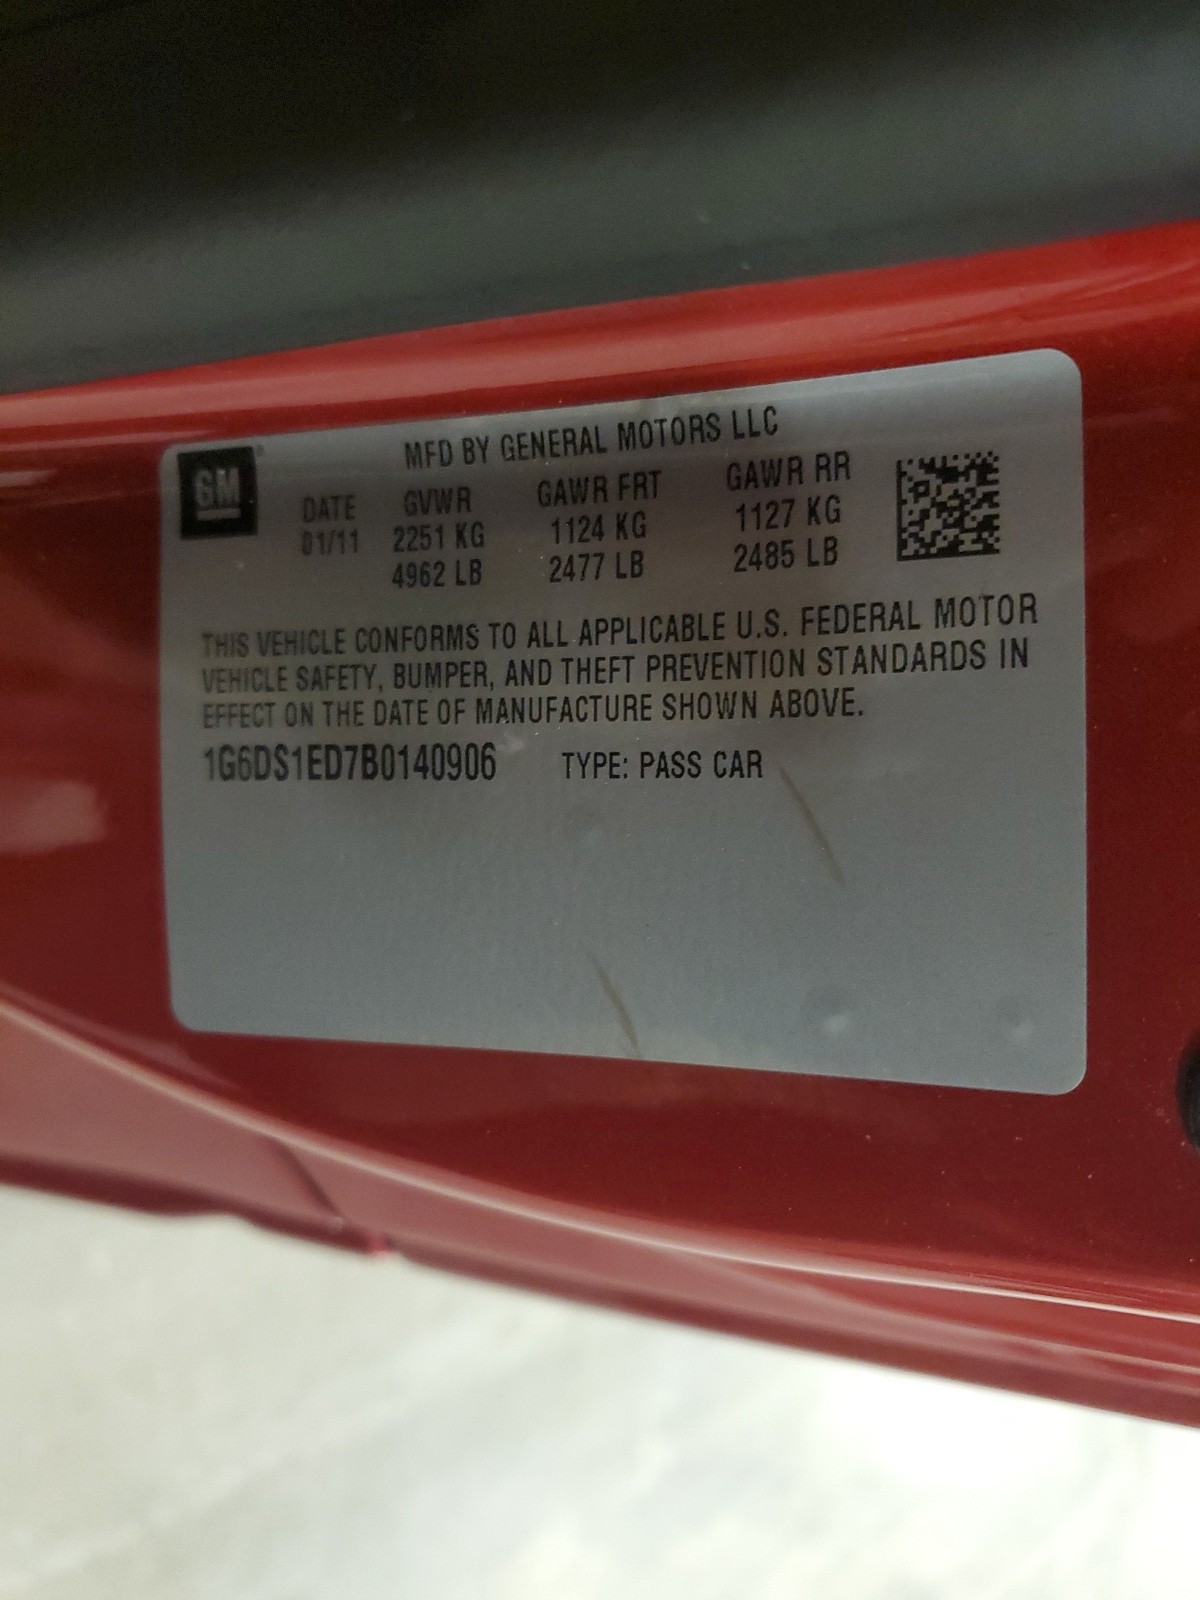 GM
MFD BY GENERAL MOTORS LLC
DATE GVWR GAWR FRT GAWR RR
01/11 2251 KG 1124 KG 1127 KG
4962 LB 2477 LB 2485 LB
THIS VEHICLE CONFORMS TO ALL APPLICABLE U.S. FEDERAL MOTOR
VEHICLE SAFETY, BUMPER, AND THEFT PREVENTION STANDARDS IN
EFFECT ON THE DATE OF MANUFACTURE SHOWN ABOVE.
1G6DS1ED7B0140906 TYPE: PASS CAR